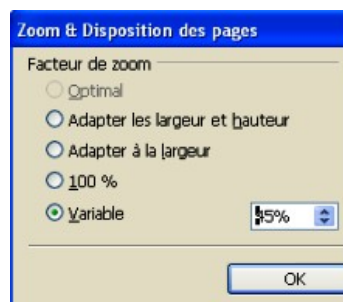 Zoom & Disposition des pages
Facteur de zoom
Optimal
Adapter les largeur et hauteur
Adapter à la largeur
100 %
Variable
OK